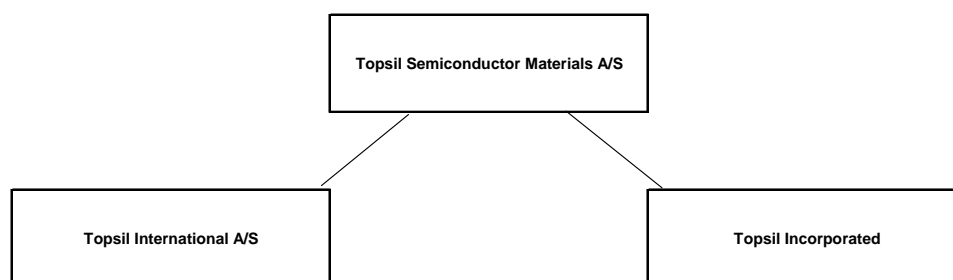 Topsil Semiconductor Materials A/S
Topsil International A/S
Topsil Incorporated